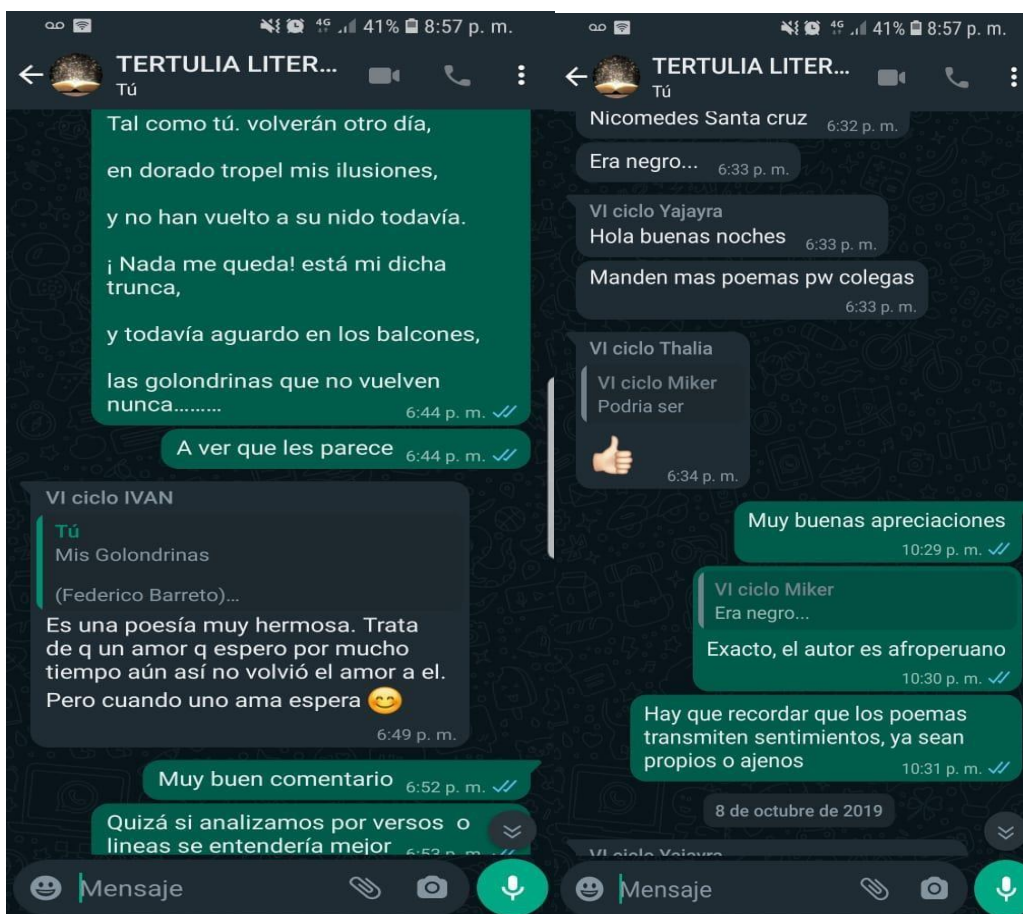 4G 41% 8:57 p. m.
TERTULIA LITER...
Tú
Tal como tú. volverán otro día,
en dorado tropel mis ilusiones,
y no han vuelto a su nido todavía.
¡ Nada me queda! está mi dicha
trunca,
y todavía aguardo en los balcones,
las golondrinas que no vuelven
nunca.........
6:44 p. m.
A ver que les parece 6:44 p. m.
VI ciclo IVAN
Tú
Mis Golondrinas
(Federico Barreto)...
Es una poesía muy hermosa. Trata
de q un amor q espero por mucho
tiempo aún así no volvió el amor a el.
Pero cuando uno ama espera 😊
6:49 p. m.
Muy buen comentario 6:52 p. m.
Quizá si analizamos por versos o
lineas se entendería mejor 6:53 p. m.
Mensaje
4G 41% 8:57 p. m.
TERTULIA LITER...
Tú
Nicomedes Santa cruz 6:32 p. m.
Era negro... 6:33 p. m.
VI ciclo Yajayra
Hola buenas noches 6:33 p. m.
Manden mas poemas pw colegas
6:33 p. m.
VI ciclo Thalia
VI ciclo Miker
Podria ser
👍🏻
6:34 p. m.
Muy buenas apreciaciones
10:29 p. m.
VI ciclo Miker
Era negro...
Exacto, el autor es afroperuano
10:30 p. m.
Hay que recordar que los poemas
transmiten sentimientos, ya sean
propios o ajenos
10:31 p. m.
8 de octubre de 2019
VI ciclo Yajayra
Mensaje